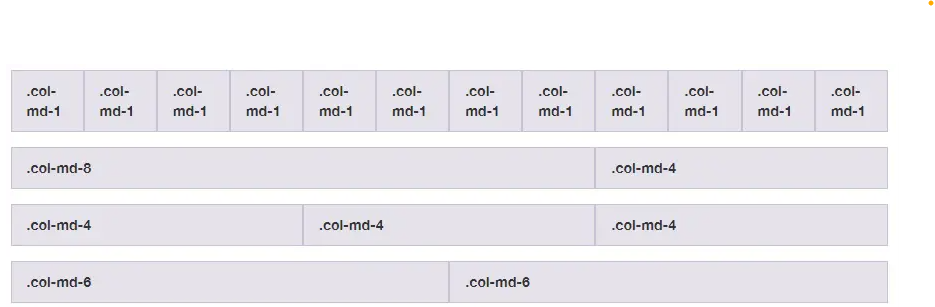 .col- .col- .col- .col- .col- .col- .col- .col- .col- .col- .col- .col-
md-1 md-1 md-1 md-1 md-1 md-1 md-1 md-1 md-1 md-1 md-1 md-1
.col-md-8 .col-md-4
.col-md-4 .col-md-4 .col-md-4
.col-md-6 .col-md-6